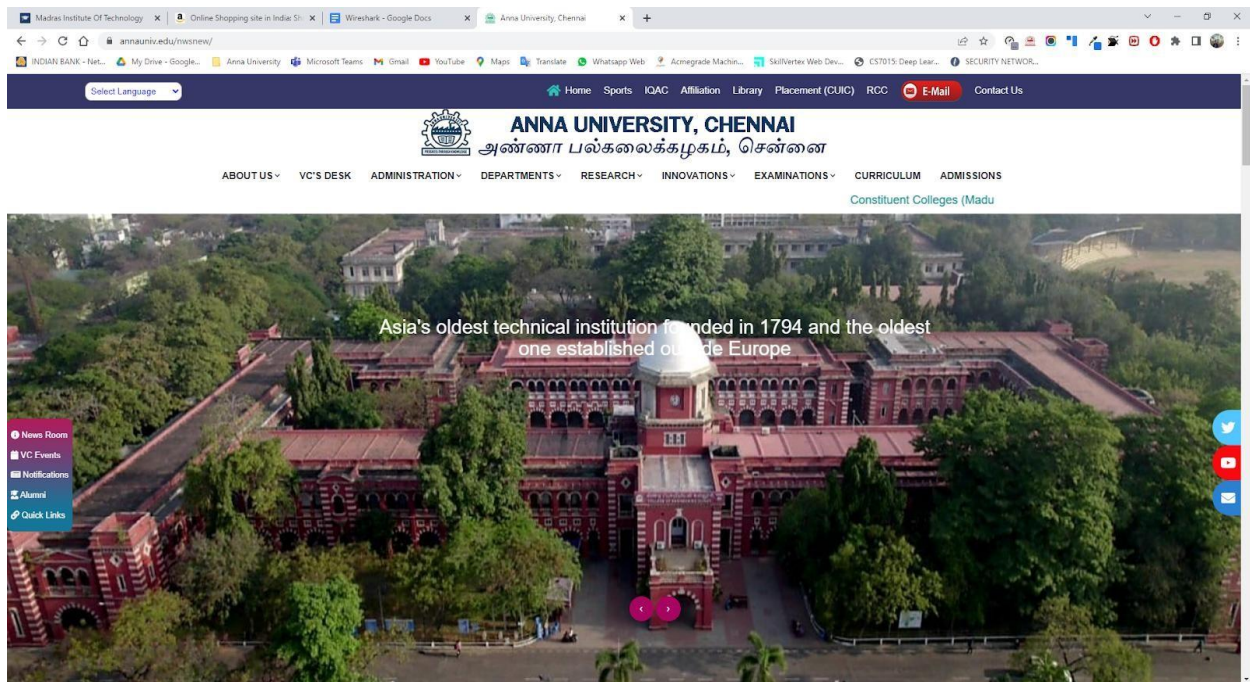 Madras Institute Of Technology
Online Shopping site in India: Sh
Wireshark - Google Docs
Anna University, Chennai
annauniv.edu/nwsnew/
INDIAN BANK - Net...
My Drive - Google...
Anna University
Microsoft Teams
Gmail
YouTube
Maps
Translate
Whatsapp Web
Acmegrade Machin...
SkillVertex Web Dev...
CS7015: Deep Lear...
SECURITY NETWOR...
Select Language
Home Sports IQAC Affiliation Library Placement (CUIC) RCC E-Mail Contact Us
ANNA UNIVERSITY, CHENNAI
அண்ணா பல்கலைக்கழகம், சென்னை
ABOUT US VC'S DESK ADMINISTRATION DEPARTMENTS RESEARCH INNOVATIONS EXAMINATIONS CURRICULUM ADMISSIONS
Constituent Colleges (Madu
Asia's oldest technical institution founded in 1794 and the oldest
one established outside Europe
News Room
VC Events
Notifications
Alumni
Quick Links